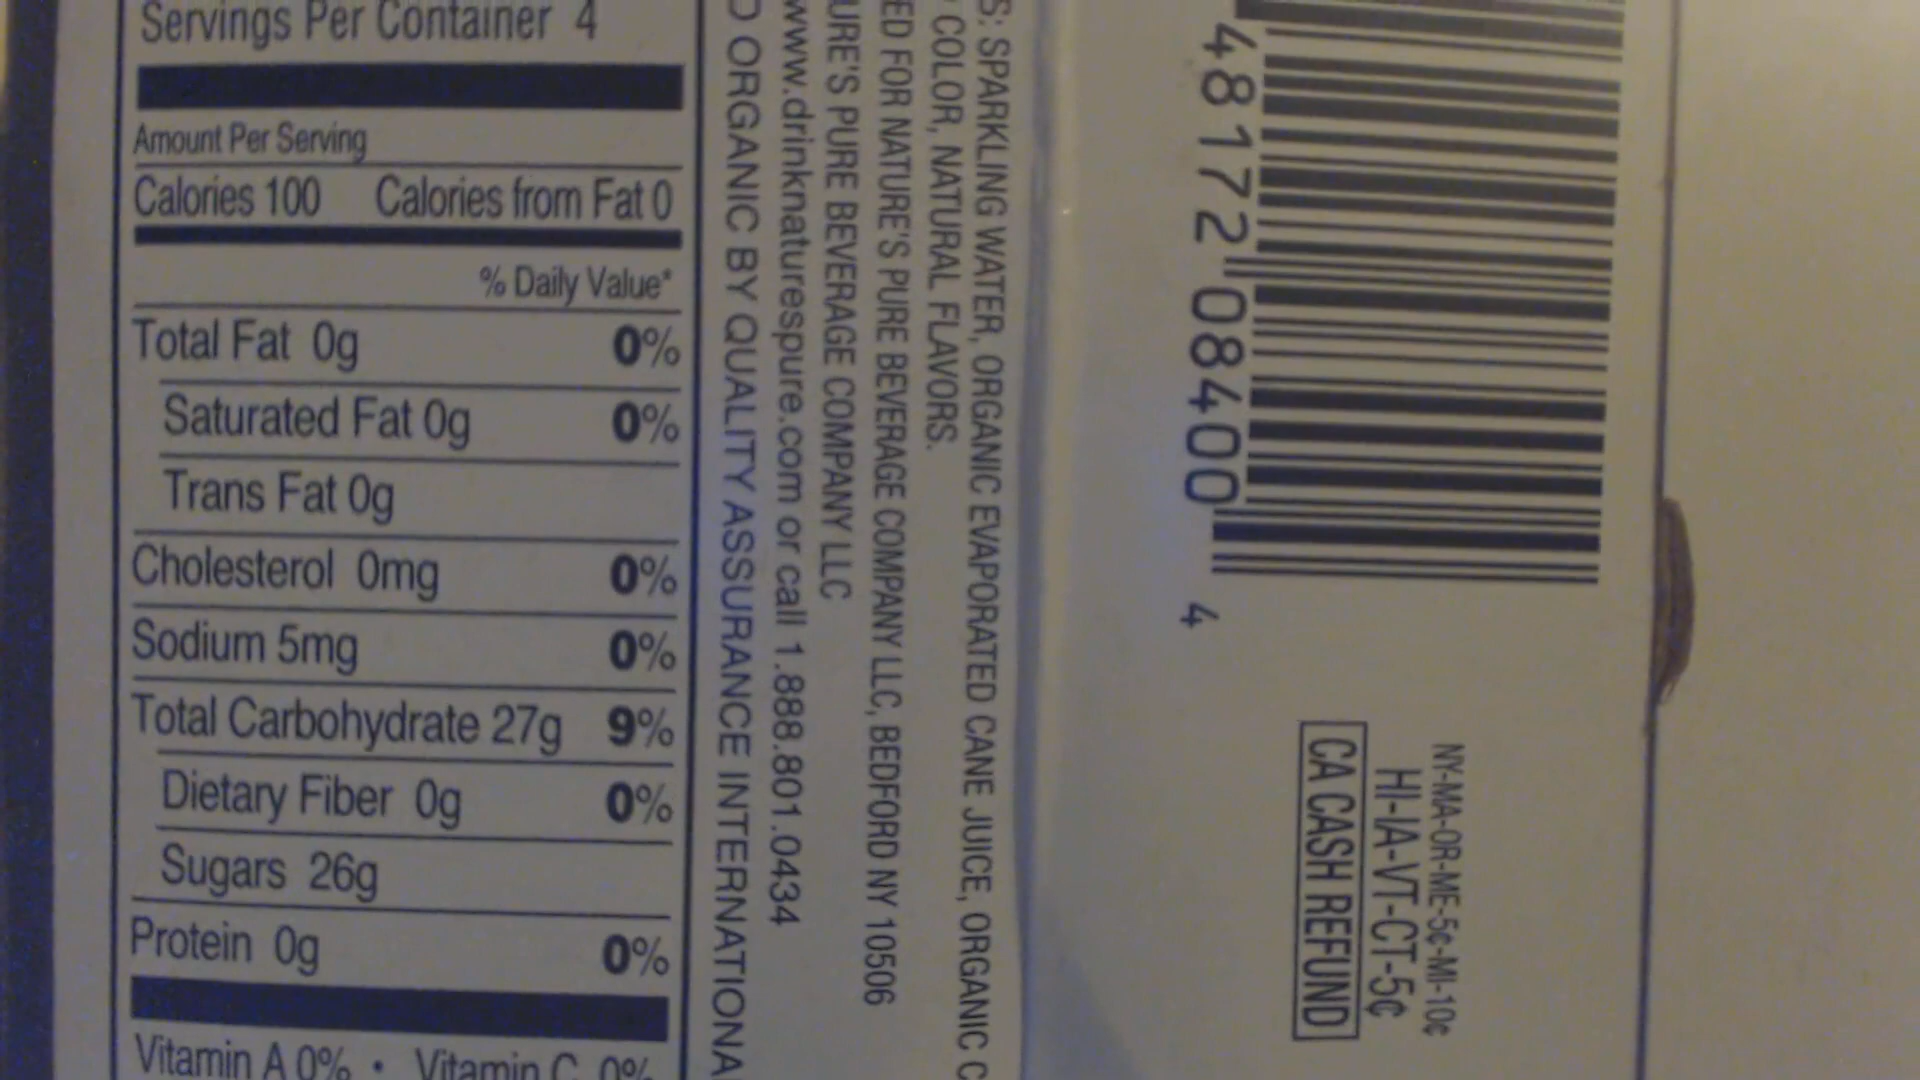 Servings Per Container 4
Amount Per Serving
Calories 100 Calories from Fat 0
% Daily Value*
Total Fat 0g 0%
Saturated Fat 0g 0%
Trans Fat 0g
Cholesterol 0mg 0%
Sodium 5mg 0%
Total Carbohydrate 27g 9%
Dietary Fiber 0g 0%
Sugars 26g
Protein 0g 0%
Vitamin A 0% • Vitamin C 0%
S: SPARKLING WATER, ORGANIC EVAPORATED CANE JUICE, ORGANIC C
COLOR, NATURAL FLAVORS.
ED FOR NATURE'S PURE BEVERAGE COMPANY LLC, BEDFORD NY 10506
URE'S PURE BEVERAGE COMPANY LLC
www.drinknaturespure.com or call 1.888.801.0434
D ORGANIC BY QUALITY ASSURANCE INTERNATIONA
48172 08400 4
NY-MA-OR-ME-5¢-MI-10¢
HI-IA-VT-CT-5¢
CA CASH REFUND